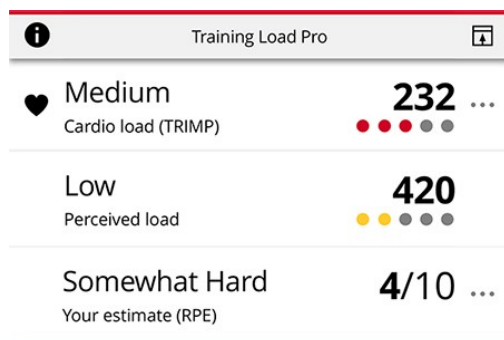 Training Load Pro
Medium 232 ...
Cardio load (TRIMP)
Low 420
Perceived load
Somewhat Hard 4/10 ...
Your estimate (RPE)